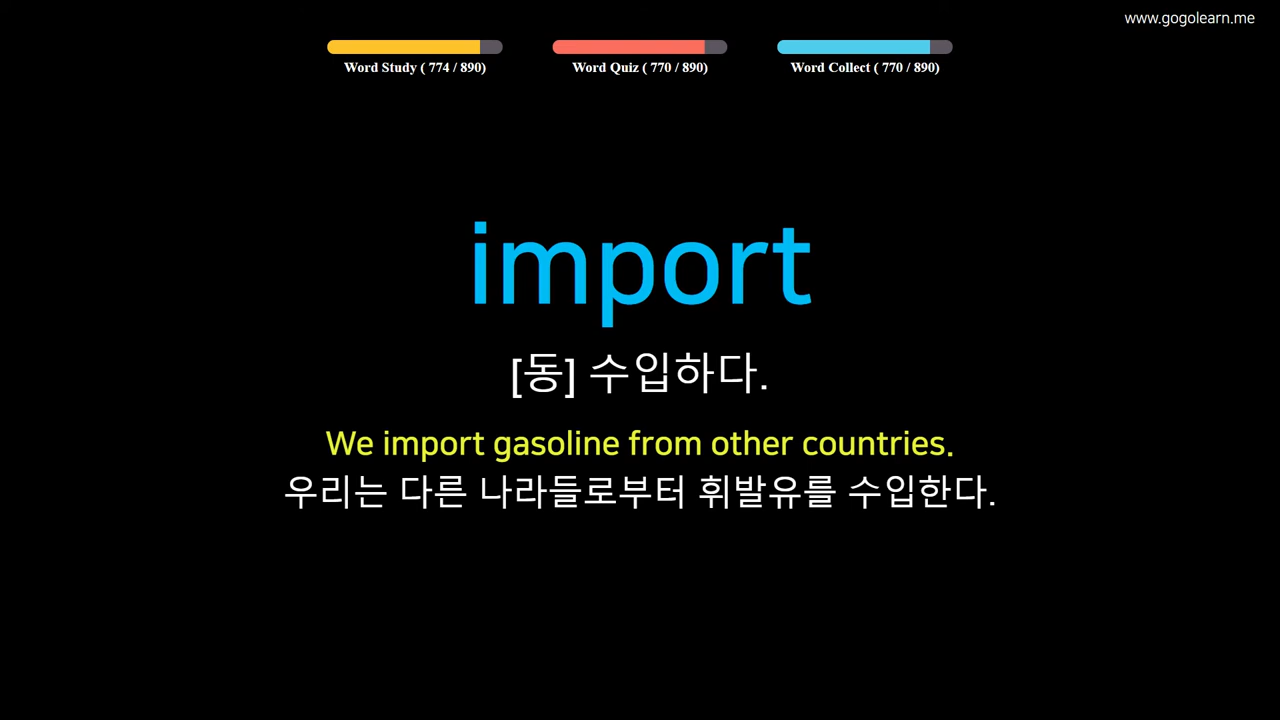 www.gogolearn.me
Word Study ( 774 / 890) Word Quiz ( 770 / 890) Word Collect ( 770 / 890)
import
[동] 수입하다.
We import gasoline from other countries.
우리는 다른 나라들로부터 휘발유를 수입한다.